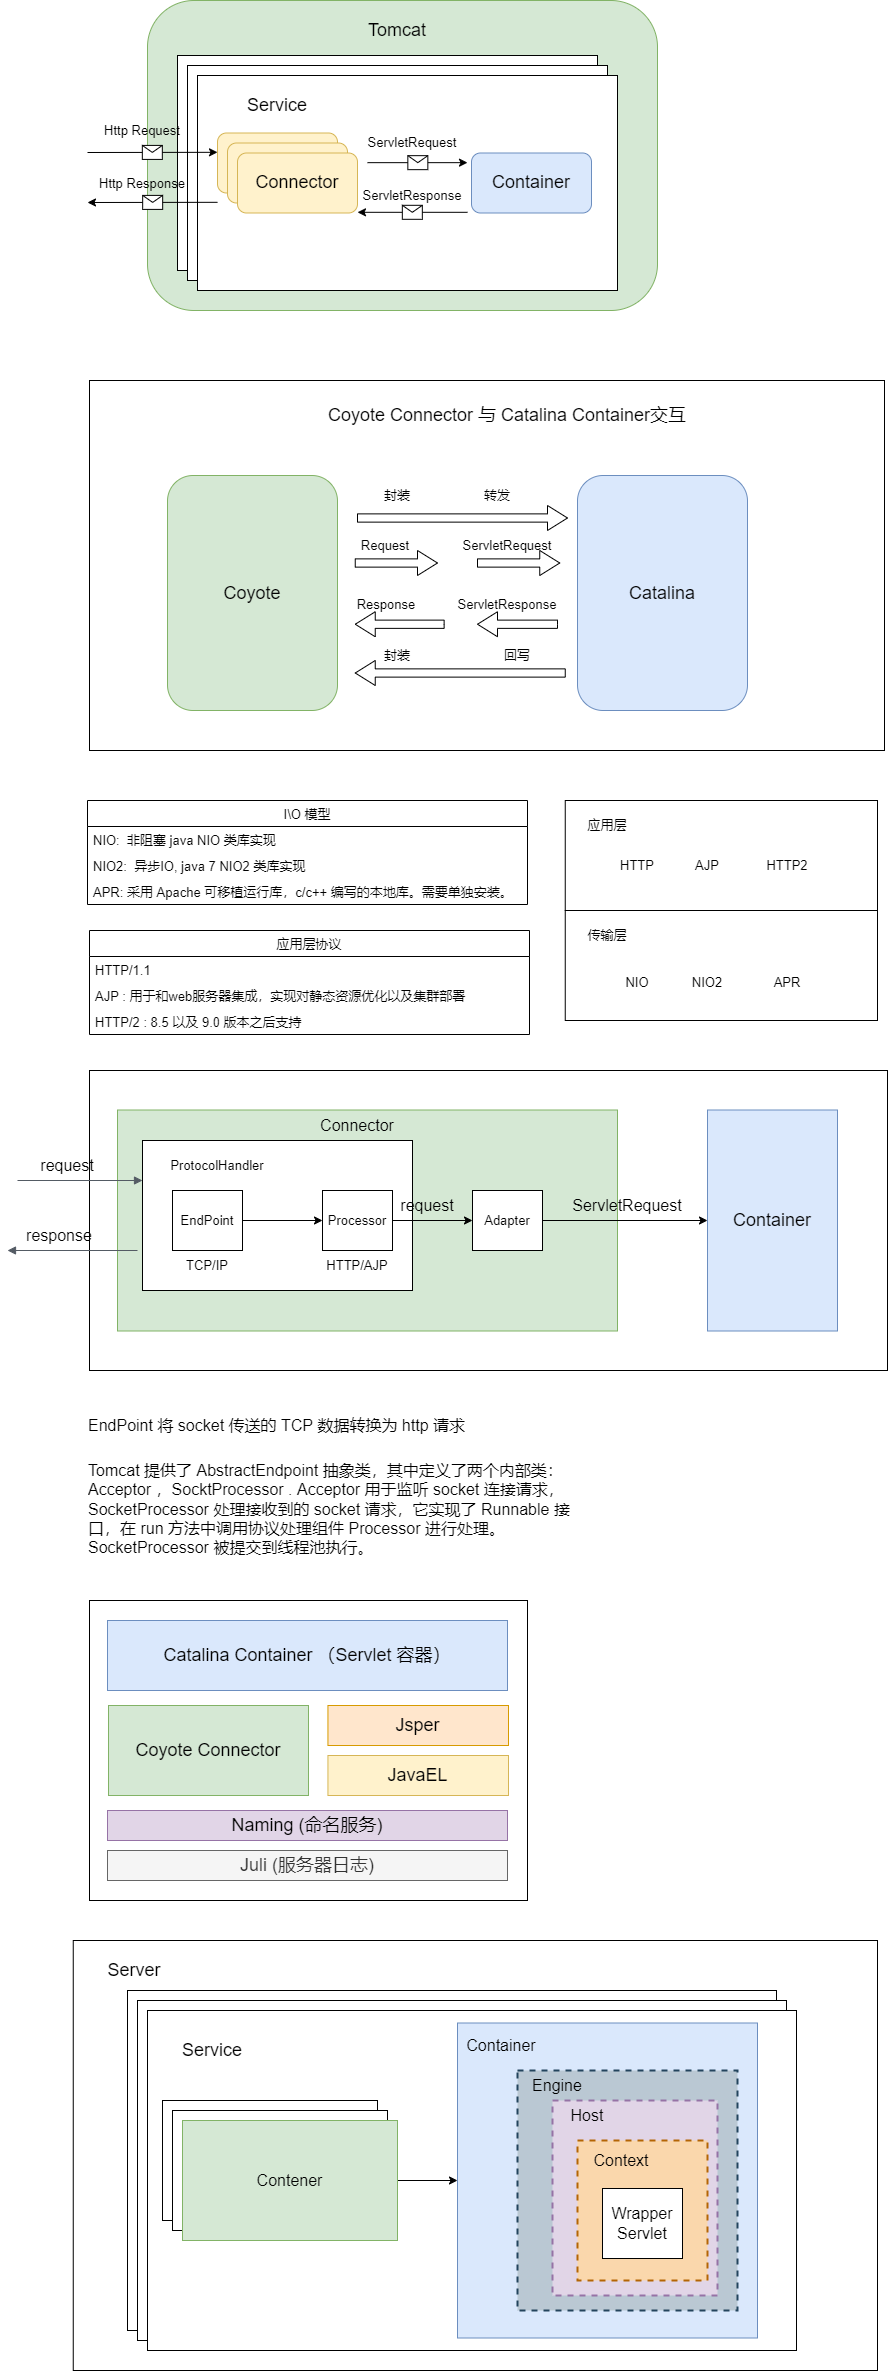 Tomcat
Service
Http Request
ServletRequest
Http Response
Connector
ServletResponse
Container
Coyote Connector 与 Catalina Container交互
封装 转发
Request ServletRequest
Coyote
Catalina
Response ServletResponse
封装 回写
I\O 模型
NIO: 非阻塞 java NIO 类库实现
NIO2: 异步IO, java 7 NIO2 类库实现
APR: 采用 Apache 可移植运行库，c/c++ 编写的本地库。需要单独安装。
应用层
HTTP AJP HTTP2
传输层
NIO NIO2 APR
应用层协议
HTTP/1.1
AJP : 用于和web服务器集成，实现对静态资源优化以及集群部署
HTTP/2 : 8.5 以及 9.0 版本之后支持
Connector
request
ProtocolHandler
EndPoint
Processor
request
Adapter
ServletRequest
Container
response
TCP/IP
HTTP/AJP
EndPoint 将 socket 传送的 TCP 数据转换为 http 请求
Tomcat 提供了 AbstractEndpoint 抽象类，其中定义了两个内部类：
Acceptor ，SocktProcessor . Acceptor 用于监听 socket 连接请求，
SocketProcessor 处理接收到的 socket 请求，它实现了 Runnable 接
口，在 run 方法中调用协议处理组件 Processor 进行处理。
SocketProcessor 被提交到线程池执行。
Catalina Container （Servlet 容器）
Coyote Connector
Jsper
JavaEL
Naming (命名服务)
Juli (服务器日志)
Server
Service
Container
Engine
Host
Context
Contener
Wrapper
Servlet